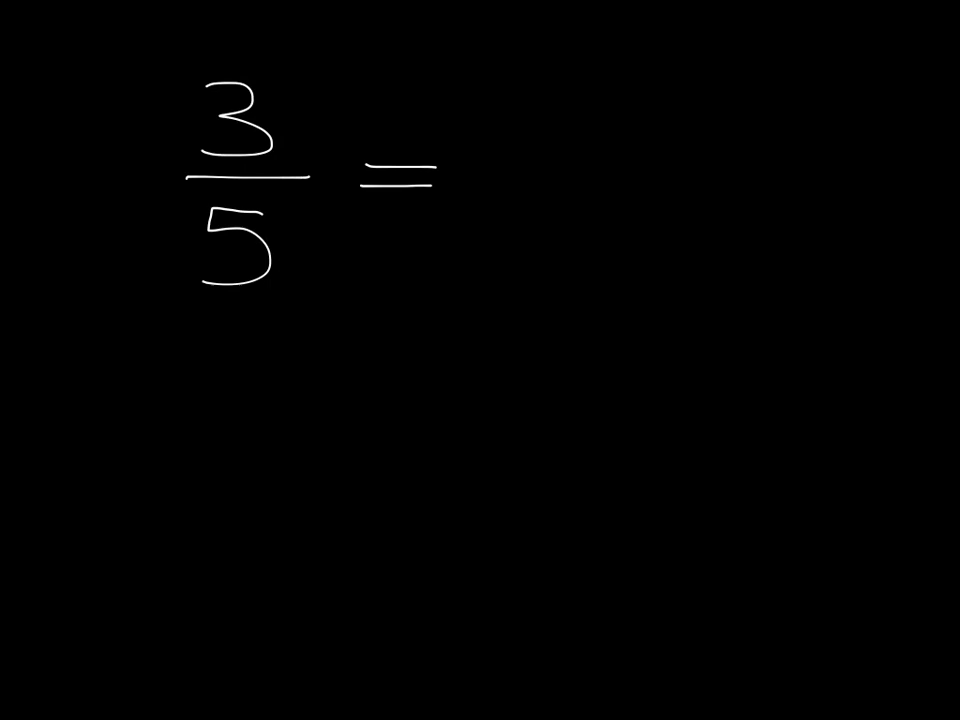 3/5 =